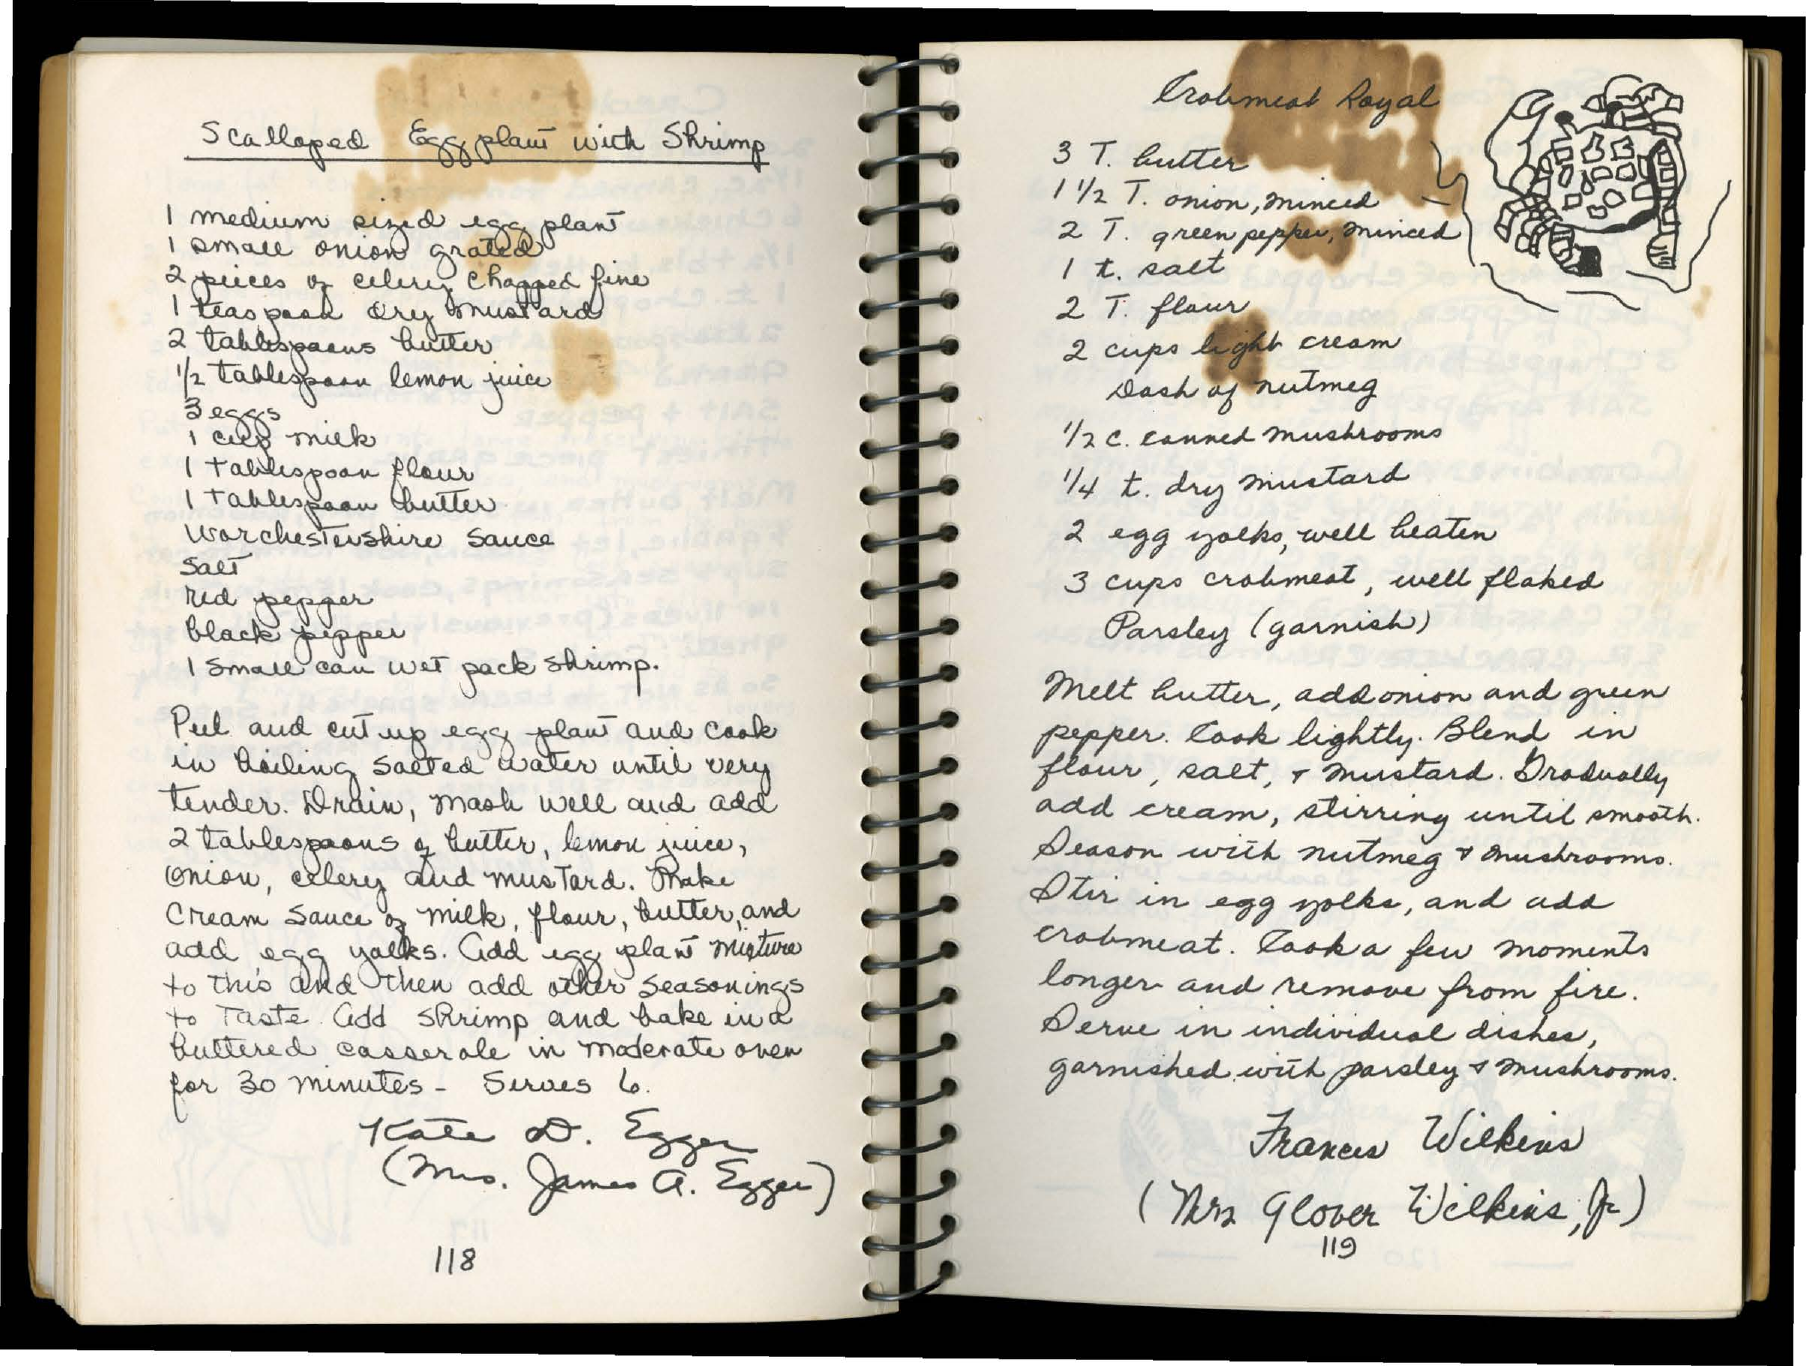 Scalloped Egg plant with Shrimp
1 medium sized egg plant
1 small onion grated
2 pieces of celery chopped fine
1 teaspoon dry mustard
2 tablespoons butter
1/2 tablespoon lemon juice
3 eggs
1 cup milk
1 tablespoon flour
1 tablespoon butter
Worchestershire Sauce
Salt
red pepper
black pepper
1 small can wet pack shrimp.
Peel and cut up egg plant and cook
in boiling salted water until very
tender. Drain, mash well and add
2 tablespoons of butter, lemon juice,
onion, celery and mustard. Make
cream sauce of milk, flour, butter, and
add egg yolks. Add egg plant mixture
to this and then add other seasonings
to taste. Add shrimp and bake in a
buttered casserole in moderate oven
for 30 minutes - Serves 6.
Kate D. Egger
(Mrs. James A. Egger)
118
Crabmeat Royal
3 T. butter
1 1/2 T. onion, minced
2 T. green pepper, minced
1 t. salt
2 T. flour
2 cups light cream
Dash of nutmeg
1/2 c. canned mushrooms
1/4 t. dry mustard
2 egg yolks, well beaten
3 cups crabmeat, well flaked
Parsley (garnish)
Melt butter, add onion and green
pepper. Cook lightly. Blend in
flour, salt, + mustard. Gradually
add cream, stirring until smooth.
Season with nutmeg + mushrooms.
Stir in egg yolks, and add
crabmeat. Cook a few moments
longer and remove from fire.
Serve in individual dishes,
garnished with parsley + mushrooms.
Frances Wilkins
(Mrs Glover Wilkins, Jr)
119